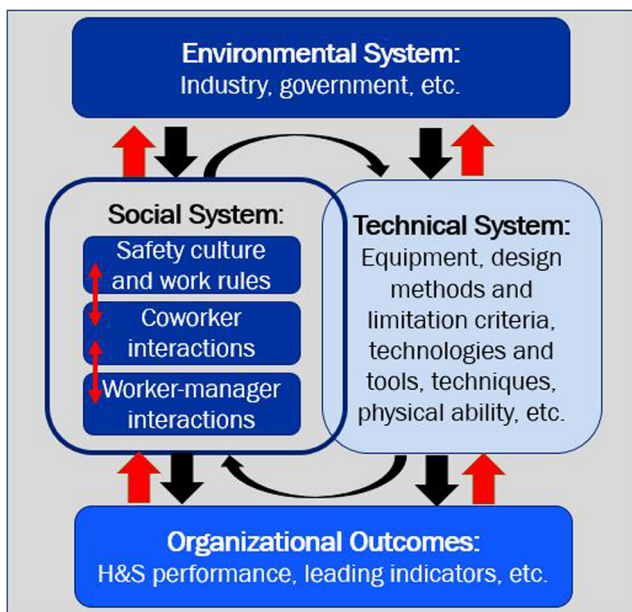 Environmental System:
Industry, government, etc.
Social System:
Safety culture
and work rules
Coworker
interactions
Worker-manager
interactions
Technical System:
Equipment, design
methods and
limitation criteria,
technologies and
tools, techniques,
physical ability, etc.
Organizational Outcomes:
H&S performance, leading indicators, etc.